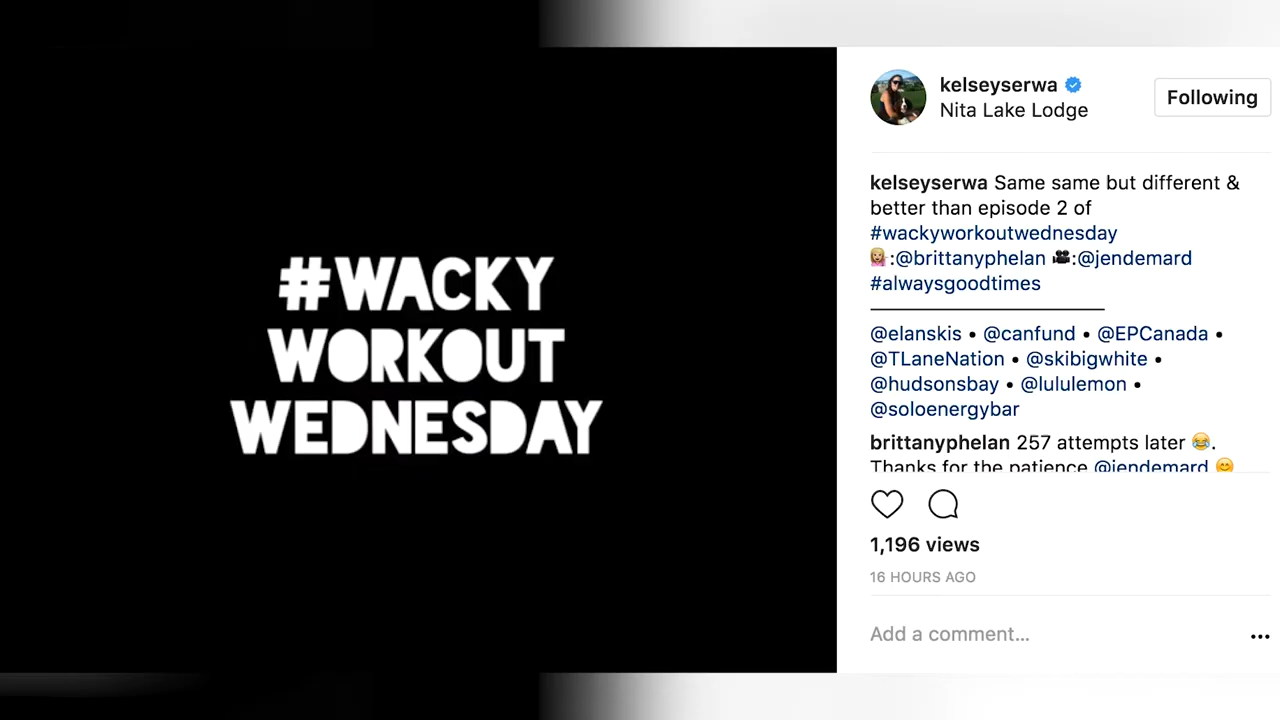 #WACKY
WORKOUT
WEDNESDAY
kelseyserwa
Nita Lake Lodge
Following
kelseyserwa Same same but different &
better than episode 2 of
#wackyworkoutwednesday
💁🏼:@brittanyphelan 🎥:@jendemard
#alwaysgoodtimes
@elanskis • @canfund • @EPCanada •
@TLaneNation • @skibigwhite •
@hudsonsbay • @lululemon •
@soloenergybar
brittanyphelan 257 attempts later 😂.
Thanks for the patience @jendemard 😊
1,196 views
16 HOURS AGO
Add a comment...